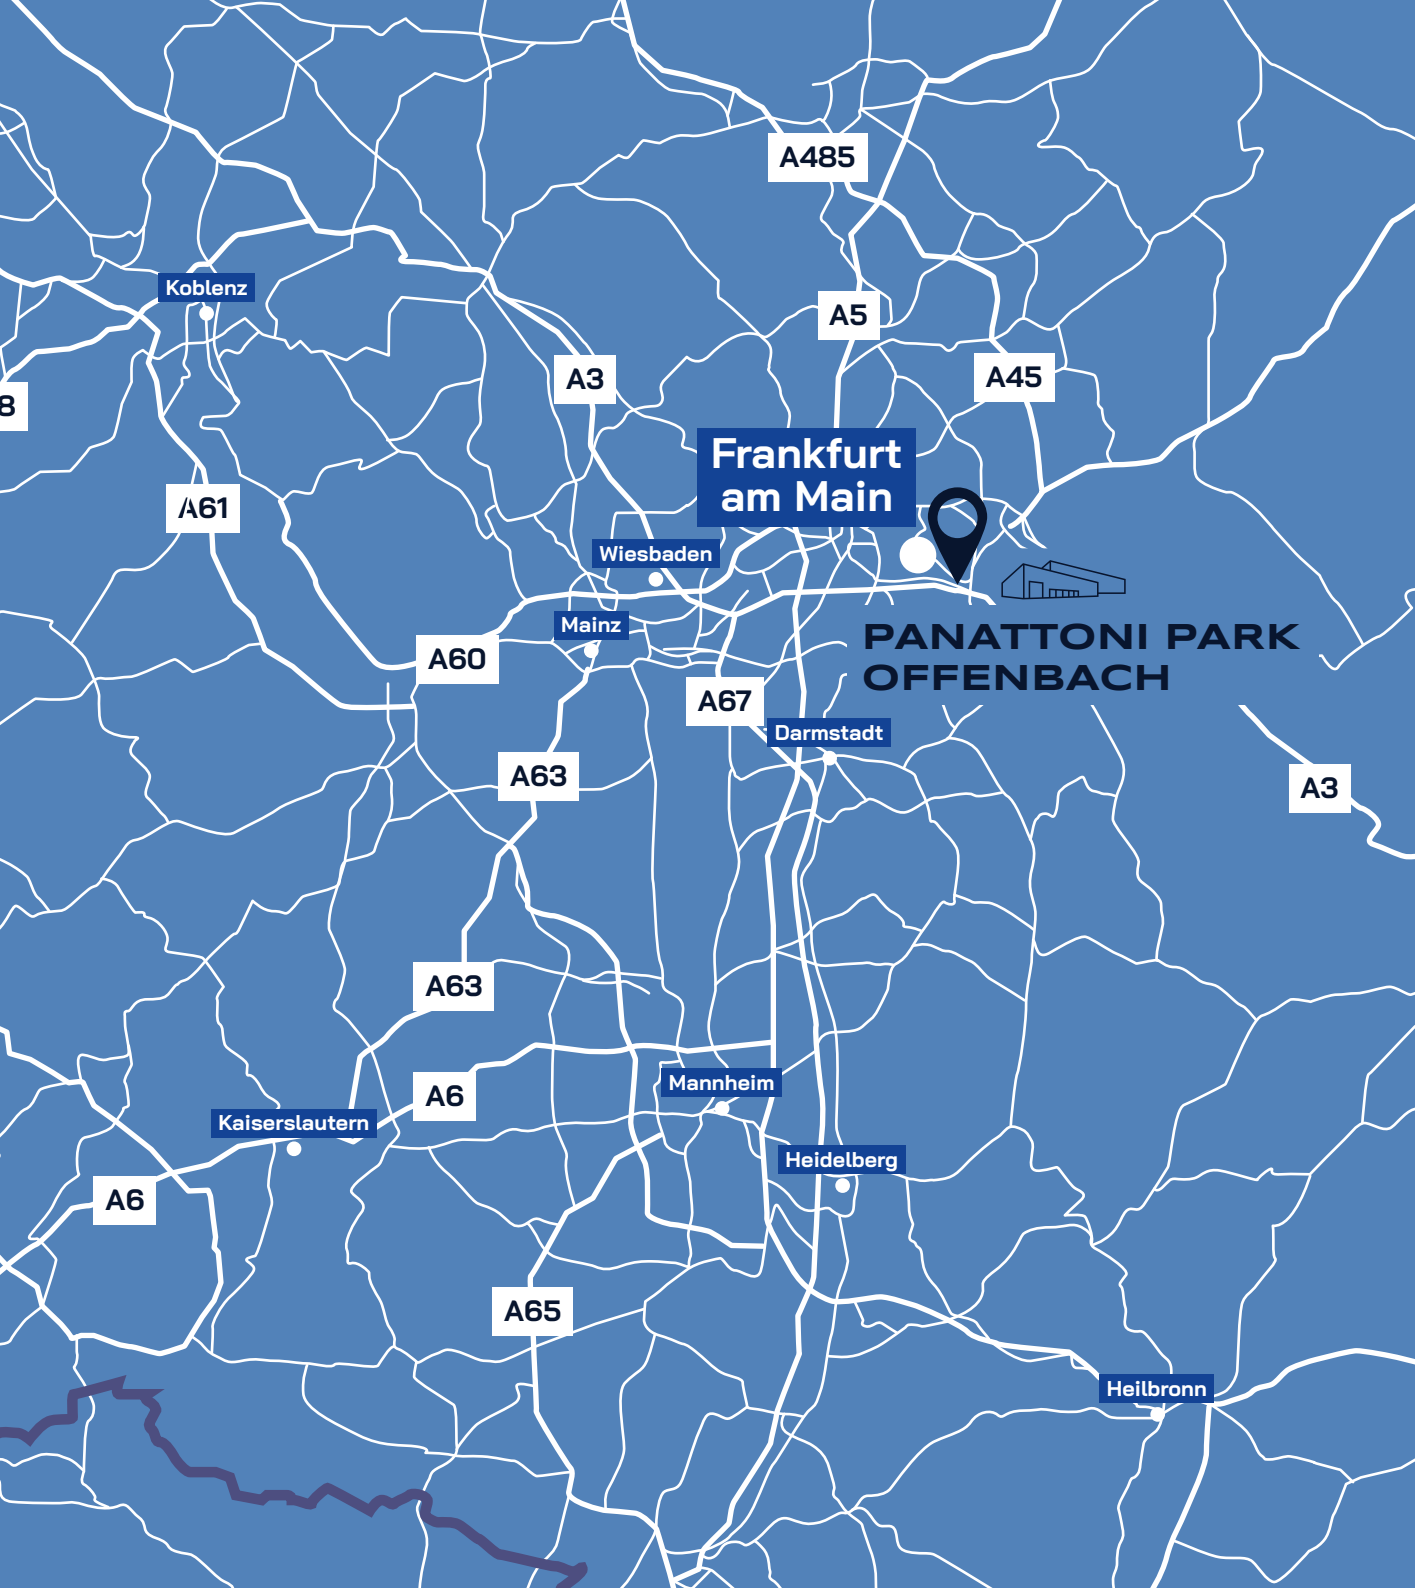 A485
Koblenz
A5
A3
A45
8
Frankfurt
am Main
A61
Wiesbaden
Mainz
PANATTONI PARK
OFFENBACH
A60
A67
Darmstadt
A63
A3
A63
Mannheim
A6
Kaiserslautern
Heidelberg
A6
A65
Heilbronn